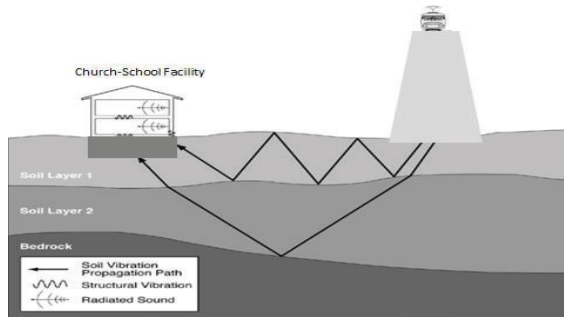 Church-School Facility
Soil Layer 1
Soil Layer 2
Bedrock
Soil Vibration
Propagation Path
Structural Vibration
Radiated Sound